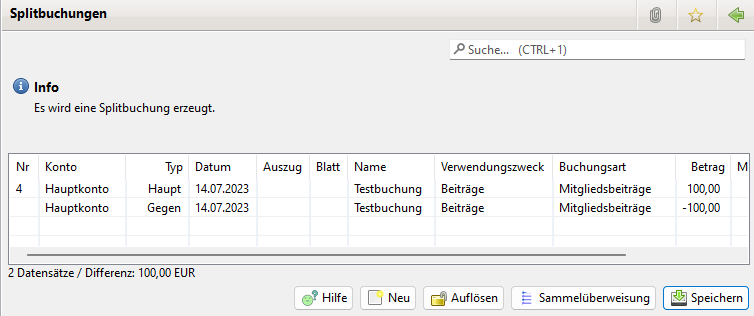 Splitbuchungen
Suche... (CTRL+1)
Info
Es wird eine Splitbuchung erzeugt.
Nr Konto Typ Datum Auszug Blatt Name Verwendungszweck Buchungsart Betrag M
4 Hauptkonto Haupt 14.07.2023 Testbuchung Beiträge Mitgliedsbeiträge 100,00
Hauptkonto Gegen 14.07.2023 Testbuchung Beiträge Mitgliedsbeiträge -100,00
2 Datensätze / Differenz: 100,00 EUR
Hilfe Neu Auflösen Sammelüberweisung Speichern